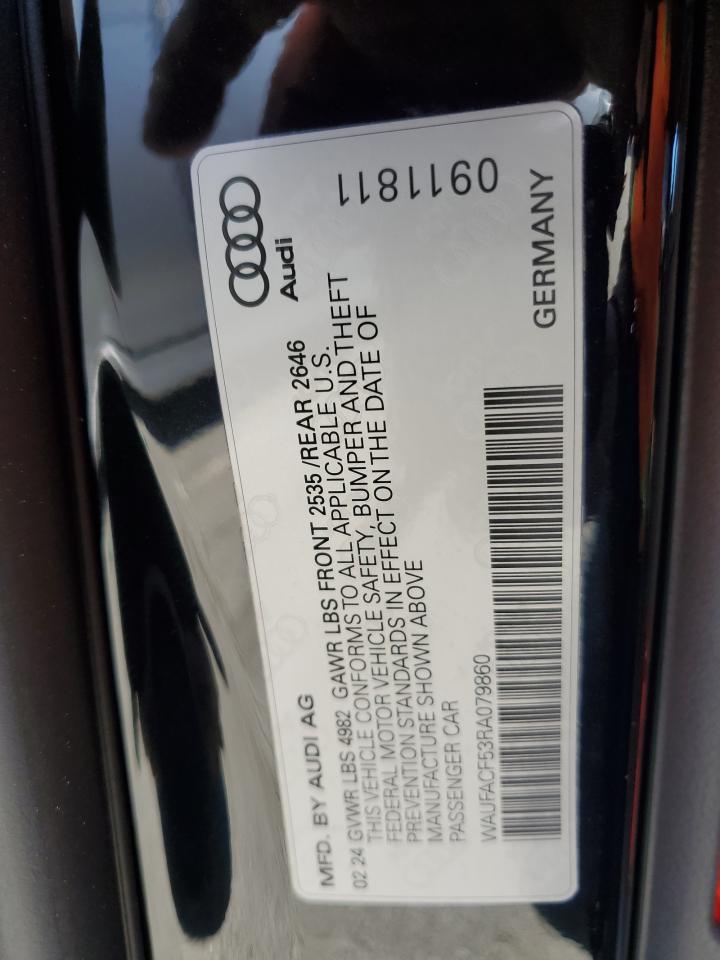 MFD. BY AUDI AG
Audi
02.24 GVWR LBS 4982 GAWR LBS FRONT 2535 /REAR 2646
THIS VEHICLE CONFORMS TO ALL APPLICABLE U.S.
FEDERAL MOTOR VEHICLE SAFETY, BUMPER AND THEFT
PREVENTION STANDARDS IN EFFECT ON THE DATE OF
MANUFACTURE SHOWN ABOVE
PASSENGER CAR
WAUFACF53RA079860
0911811
GERMANY